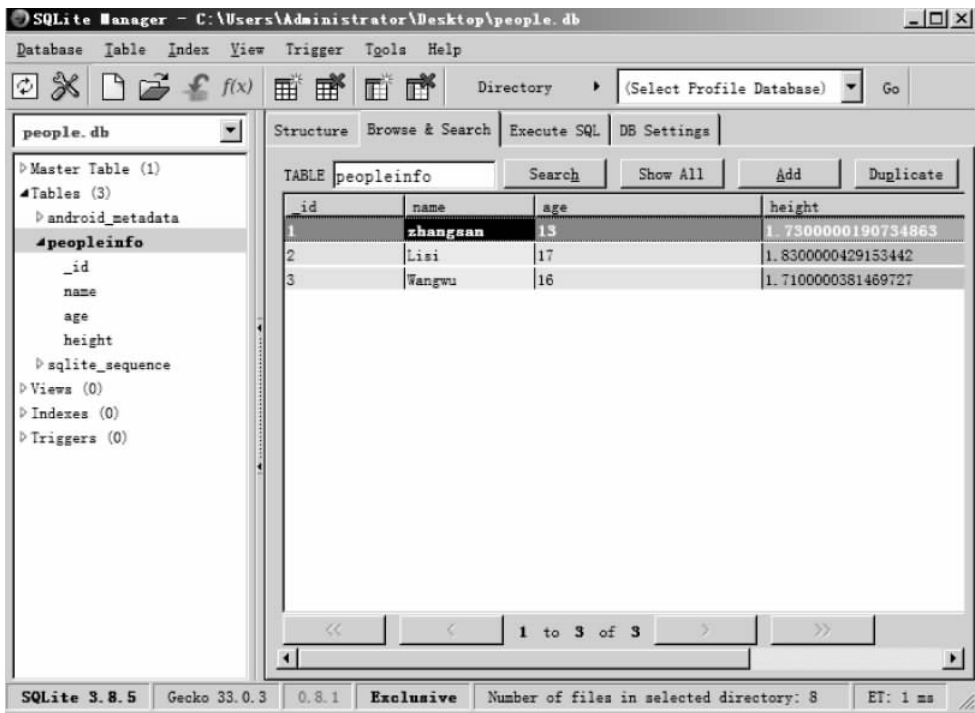 SQLite Manager - C:\Users\Administrator\Desktop\people.db
Database Table Index View Trigger Tools Help
f(x) Directory (Select Profile Database) Go
people.db
Structure Browse & Search Execute SQL DB Settings
Master Table (1)
Tables (3)
android_metadata
peopleinfo
_id
name
age
height
sqlite_sequence
Views (0)
Indexes (0)
Triggers (0)
TABLE peopleinfo Search Show All Add Duplicate
_id name age height
1 zhangsan 13 1.7300000190734863
2 Lisi 17 1.8300000429153442
3 Wangwu 16 1.7100000381469727
<< < 1 to 3 of 3 > >>
SQLite 3.8.5 Gecko 33.0.3 0.8.1 Exclusive Number of files in selected directory: 8 ET: 1 ms